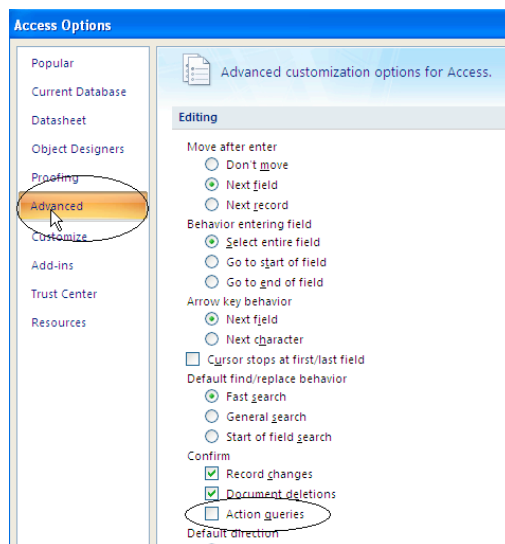 Access Options
Popular
Current Database
Datasheet
Object Designers
Proofing
Advanced
Customize
Add-ins
Trust Center
Resources
Advanced customization options for Access.
Editing
Move after enter
Don't move
Next field
Next record
Behavior entering field
Select entire field
Go to start of field
Go to end of field
Arrow key behavior
Next field
Next character
Cursor stops at first/last field
Default find/replace behavior
Fast search
General search
Start of field search
Confirm
Record changes
Document deletions
Action queries
Default direction